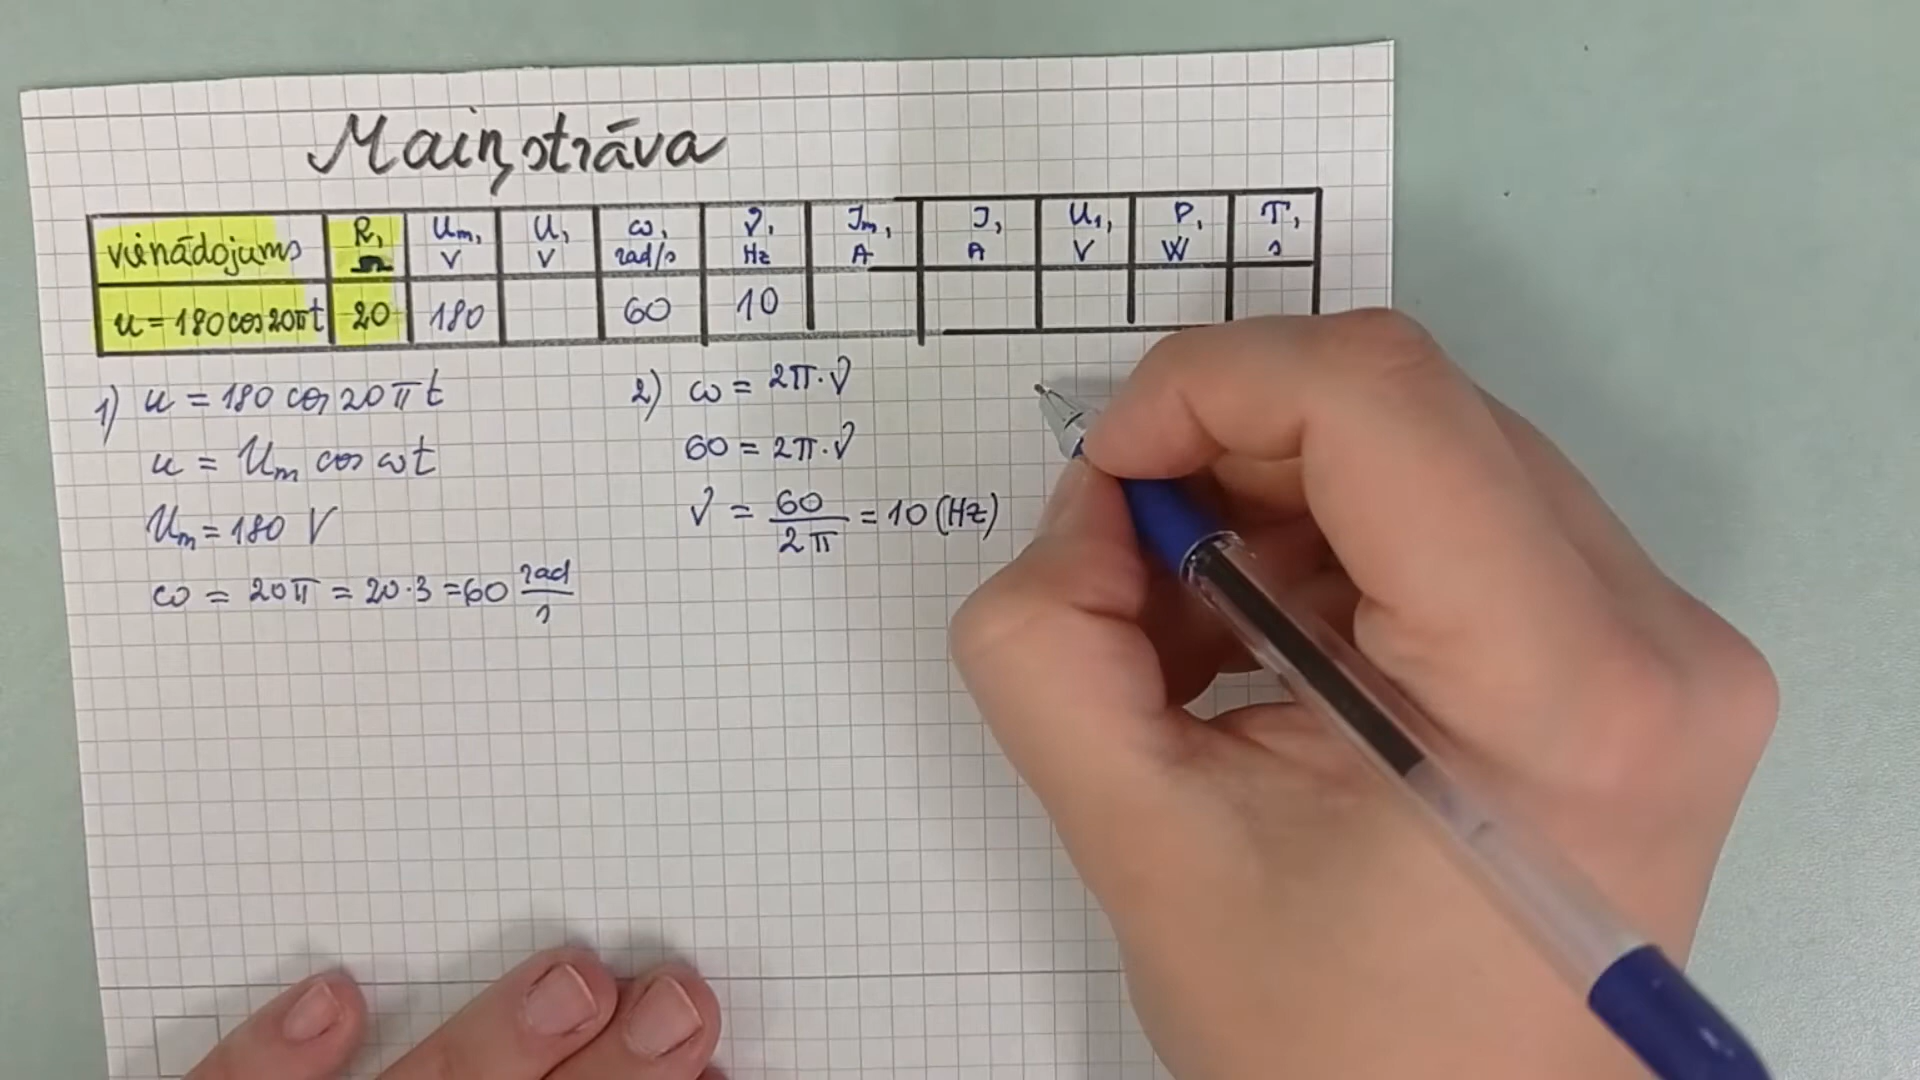 Maiņstrāva
vienādojums R, Ω Um, V U, V ω, rad/s ν, Hz Im, A I, A U1, V P, W T, s
u = 180cos20πt 20 180 60 10
1) u = 180 cos 20πt
u = Um cos ωt
Um = 180 V
ω = 20π = 20·3 = 60 rad/s
2) ω = 2π·ν
60 = 2π·ν
ν = 60/2π = 10 (Hz)